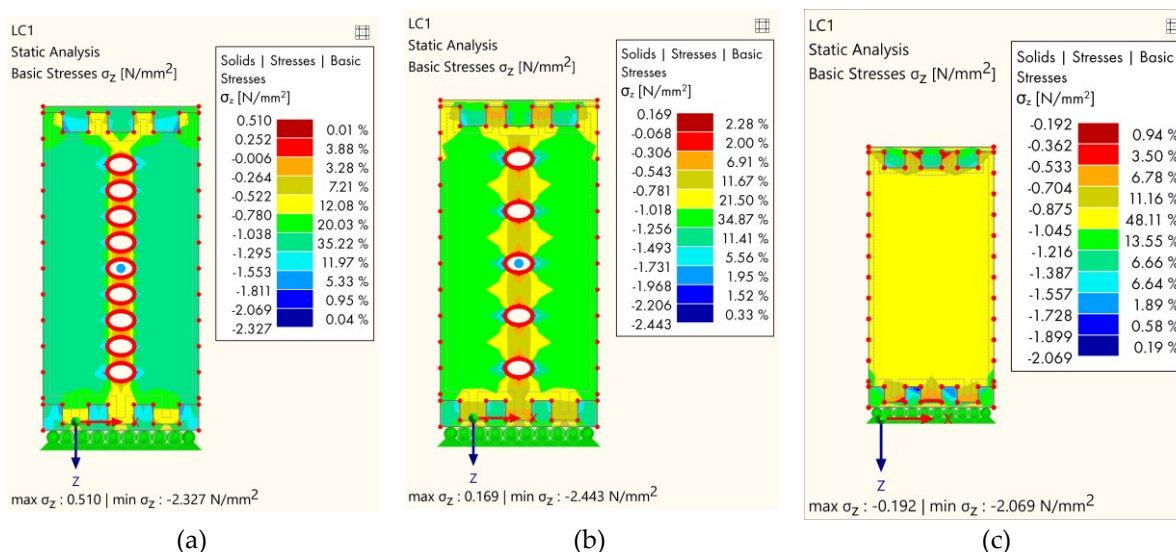 LC1
Static Analysis
Basic Stresses σz [N/mm2]
Solids | Stresses | Basic
Stresses
σz [N/mm2]
0.510
0.01 %
0.252
3.88 %
-0.006
3.28 %
-0.264
7.21 %
-0.522
12.08 %
-0.780
20.03 %
-1.038
35.22 %
-1.295
11.97 %
-1.553
5.33 %
-1.811
0.95 %
-2.069
0.04 %
-2.327
X
Z
max σz : 0.510 | min σz : -2.327 N/mm2
(a)
LC1
Static Analysis
Basic Stresses σz [N/mm2]
Solids | Stresses | Basic
Stresses
σz [N/mm2]
0.169
2.28 %
-0.068
2.00 %
-0.306
6.91 %
-0.543
11.67 %
-0.781
21.50 %
-1.018
34.87 %
-1.256
11.41 %
-1.493
5.56 %
-1.731
1.95 %
-1.968
1.52 %
-2.206
0.33 %
-2.443
X
Z
max σz : 0.169 | min σz : -2.443 N/mm2
(b)
LC1
Static Analysis
Basic Stresses σz [N/mm2]
Solids | Stresses | Basic
Stresses
σz [N/mm2]
-0.192
0.94 %
-0.362
3.50 %
-0.533
6.78 %
-0.704
11.16 %
-0.875
48.11 %
-1.045
13.55 %
-1.216
6.66 %
-1.387
6.64 %
-1.557
1.89 %
-1.728
0.58 %
-1.899
0.19 %
-2.069
X
Z
max σz : -0.192 | min σz : -2.069 N/mm2
(c)